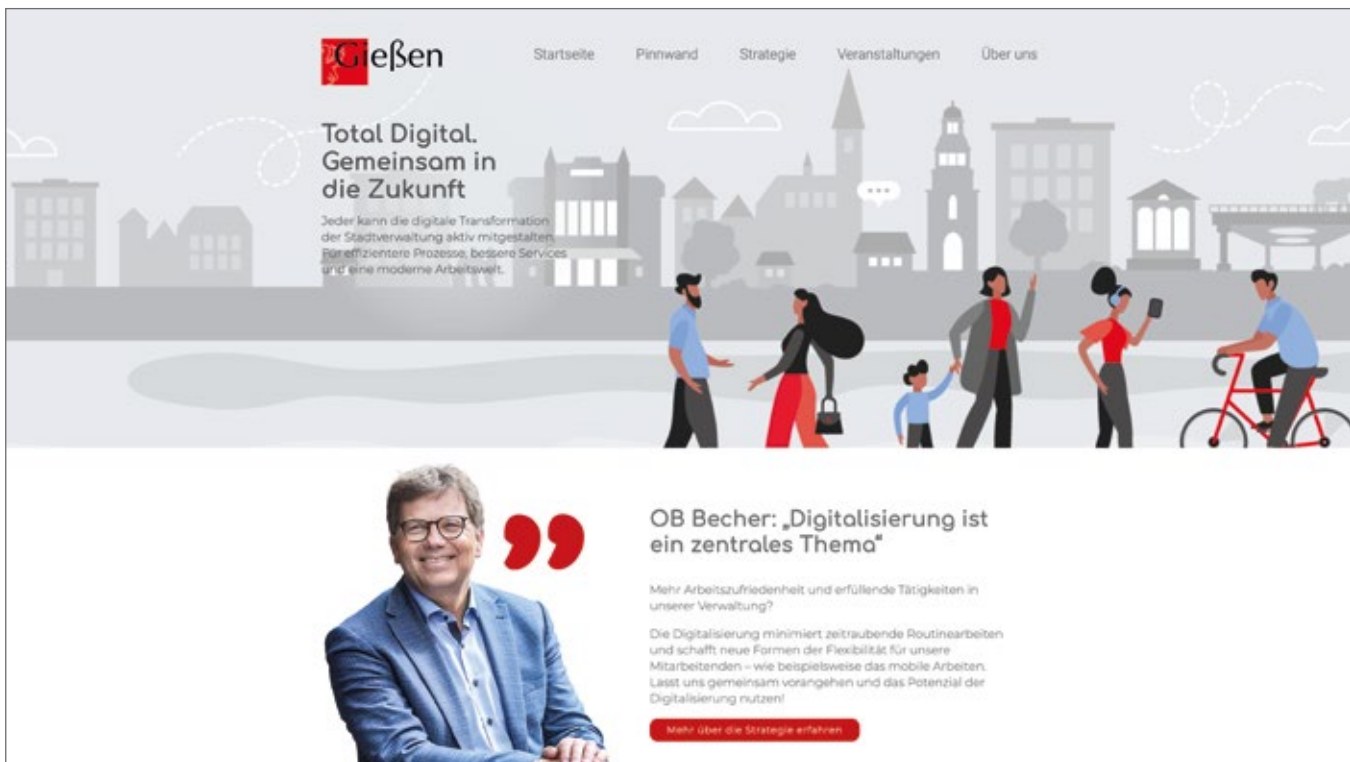 Gießen
Startseite
Pinnwand
Strategie
Veranstaltungen
Über uns
Total Digital.
Gemeinsam in
die Zukunft
Jeder kann die digitale Transformation
der Stadtverwaltung aktiv mitgestalten.
Für effizientere Prozesse, bessere Services
und eine moderne Arbeitswelt.
OB Becher: „Digitalisierung ist
ein zentrales Thema“
Mehr Arbeitszufriedenheit und erfüllende Tätigkeiten in
unserer Verwaltung?
Die Digitalisierung minimiert zeitraubende Routinearbeiten
und schafft neue Formen der Flexibilität für unsere
Mitarbeitenden – wie beispielsweise das mobile Arbeiten.
Lasst uns gemeinsam vorangehen und das Potenzial der
Digitalisierung nutzen!
Mehr über die Strategie erfahren